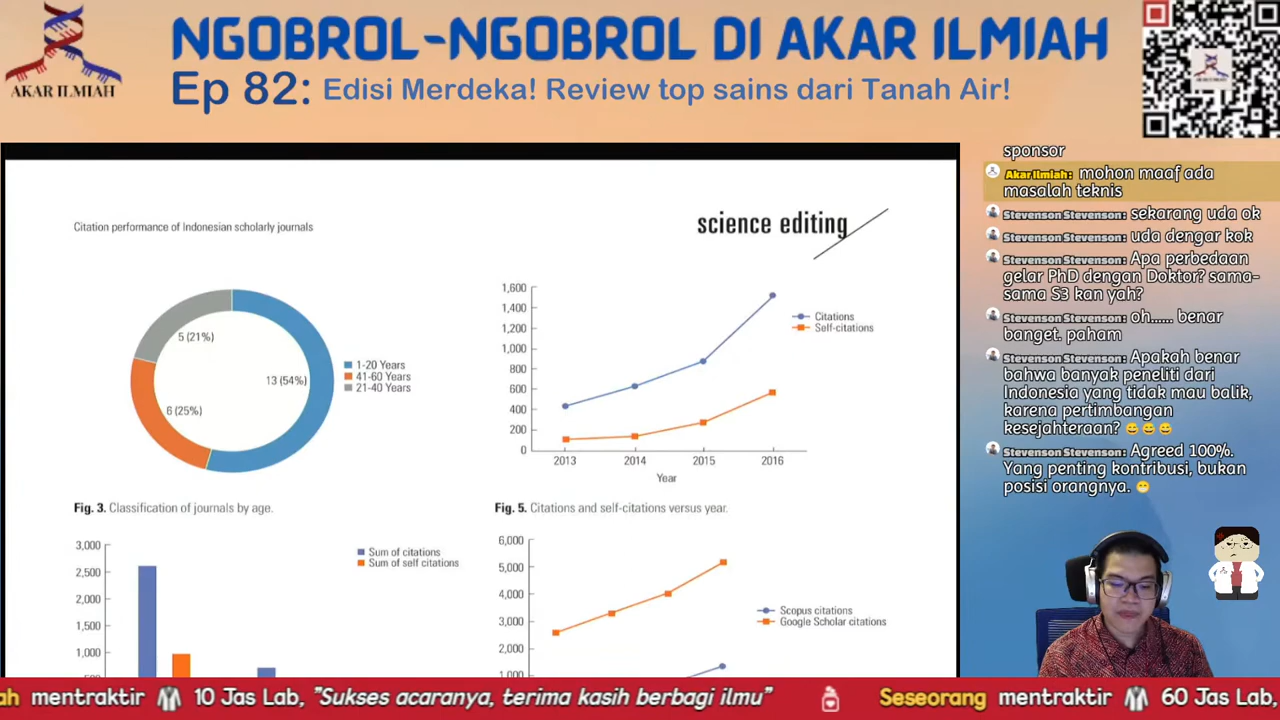 AKAR ILMIAH
NGOBROL-NGOBROL DI AKAR ILMIAH
Ep 82: Edisi Merdeka! Review top sains dari Tanah Air!
Citation performance of Indonesian scholarly journals
science editing
5 (21%)
13 (54%)
6 (25%)
1-20 Years
41-60 Years
21-40 Years
Fig. 3. Classification of journals by age.
1,600
1,400
1,200
1,000
800
600
400
200
0
2013 2014 2015 2016
Year
Citations
Self-citations
Fig. 5. Citations and self-citations versus year.
3,000
2,500
2,000
1,500
1,000
Sum of citations
Sum of self citations
6,000
5,000
4,000
3,000
2,000
1,000
Scopus citations
Google Scholar citations
sponsor
Akar Ilmiah: mohon maaf ada
masalah teknis
Stevenson Stevenson: sekarang uda ok
Stevenson Stevenson: uda dengar kok
Stevenson Stevenson: Apa perbedaan
gelar PhD dengan Doktor? sama-
sama S3 kan yah?
Stevenson Stevenson: oh...... benar
banget. paham
Stevenson Stevenson: Apakah benar
bahwa banyak peneliti dari
Indonesia yang tidak mau balik,
karena pertimbangan
kesejahteraan? 😄😄😄
Stevenson Stevenson: Agreed 100%.
Yang penting kontribusi, bukan
posisi orangnya. 😁
ah mentraktir 10 Jas Lab, "Sukses acaranya, terima kasih berbagi ilmu" Seseorang mentraktir 60 Jas Lab,